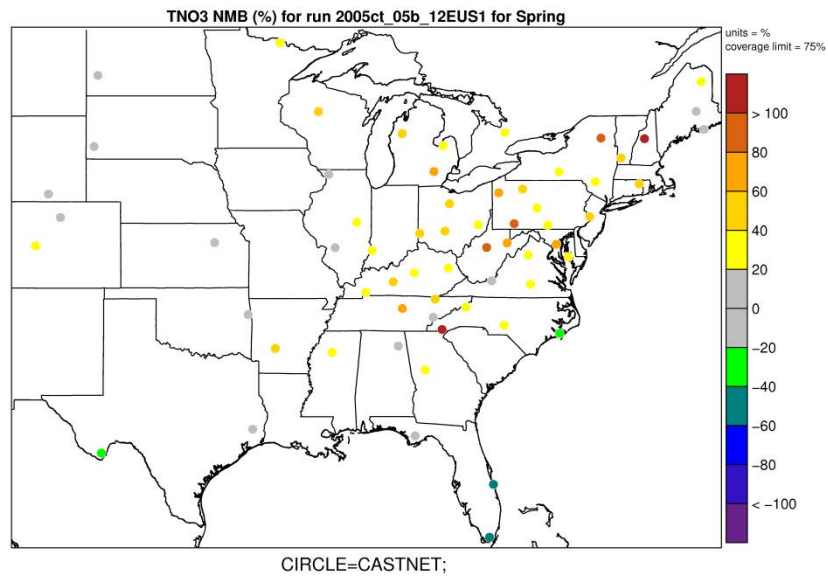 TNO3 NMB (%) for run 2005ct_05b_12EUS1 for Spring
units = %
coverage limit = 75%
> 100
80
60
40
20
0
−20
−40
−60
−80
< −100
CIRCLE=CASTNET;